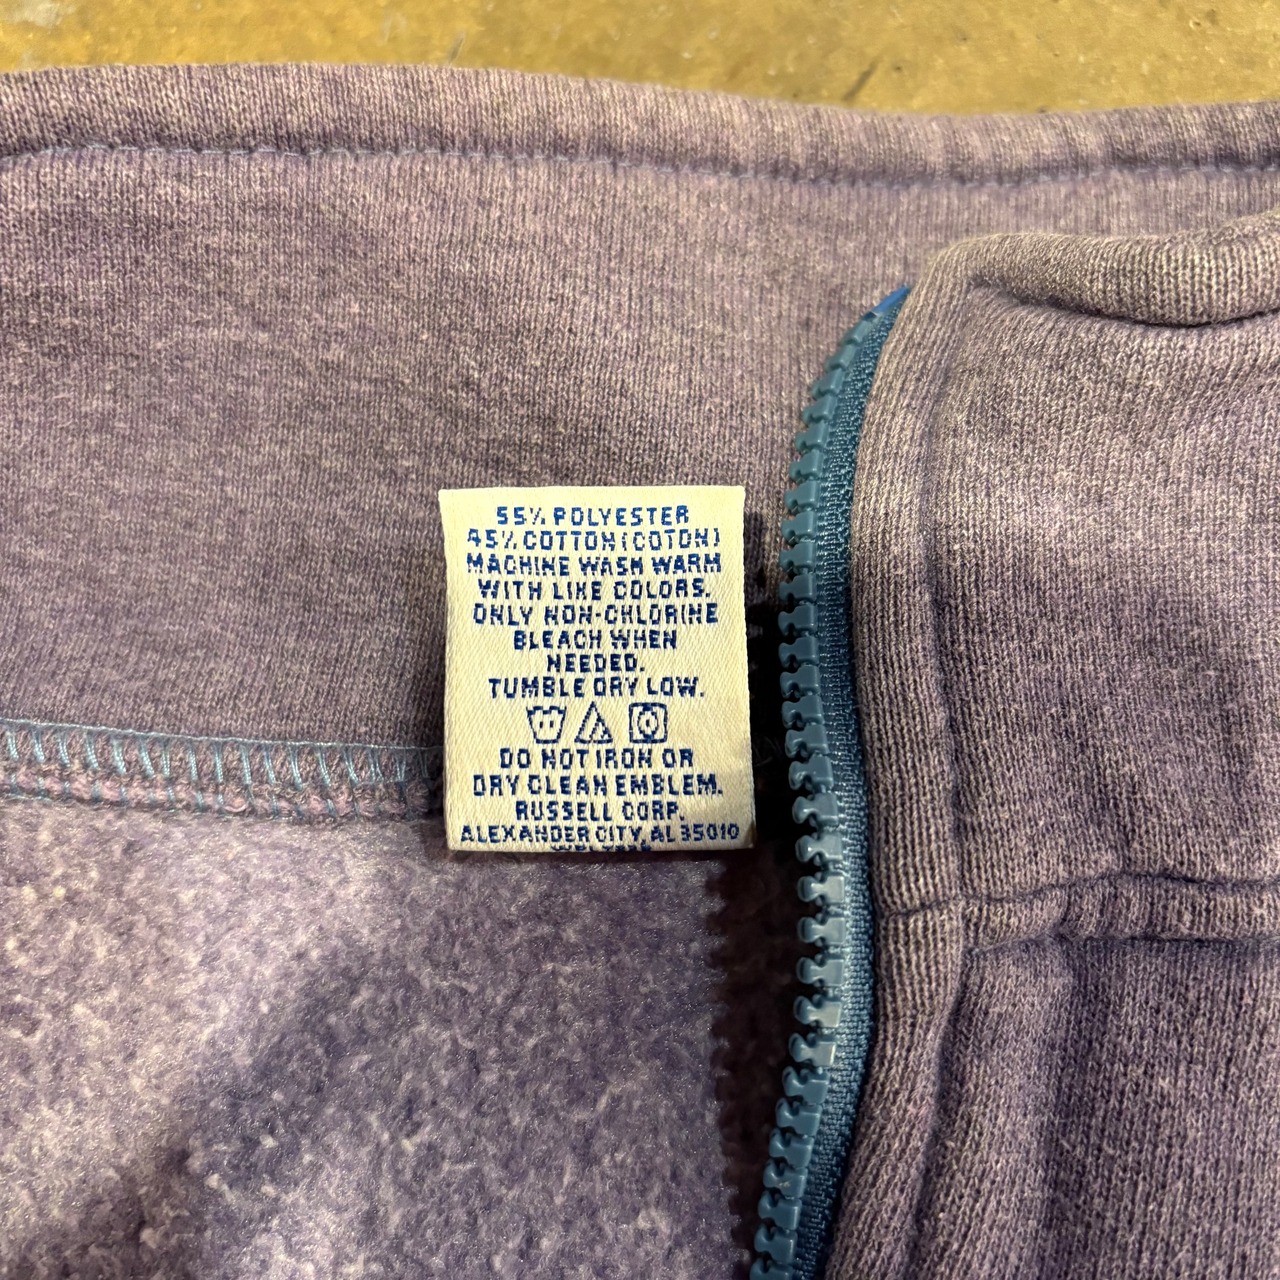 55% POLYESTER
45% COTTON (COTON)
MACHINE WASH WARM
WITH LIKE COLORS.
ONLY NON-CHLORINE
BLEACH WHEN
NEEDED.
TUMBLE DRY LOW.
DO NOT IRON OR
DRY CLEAN EMBLEM.
RUSSELL CORP.
ALEXANDER CITY, AL 35010